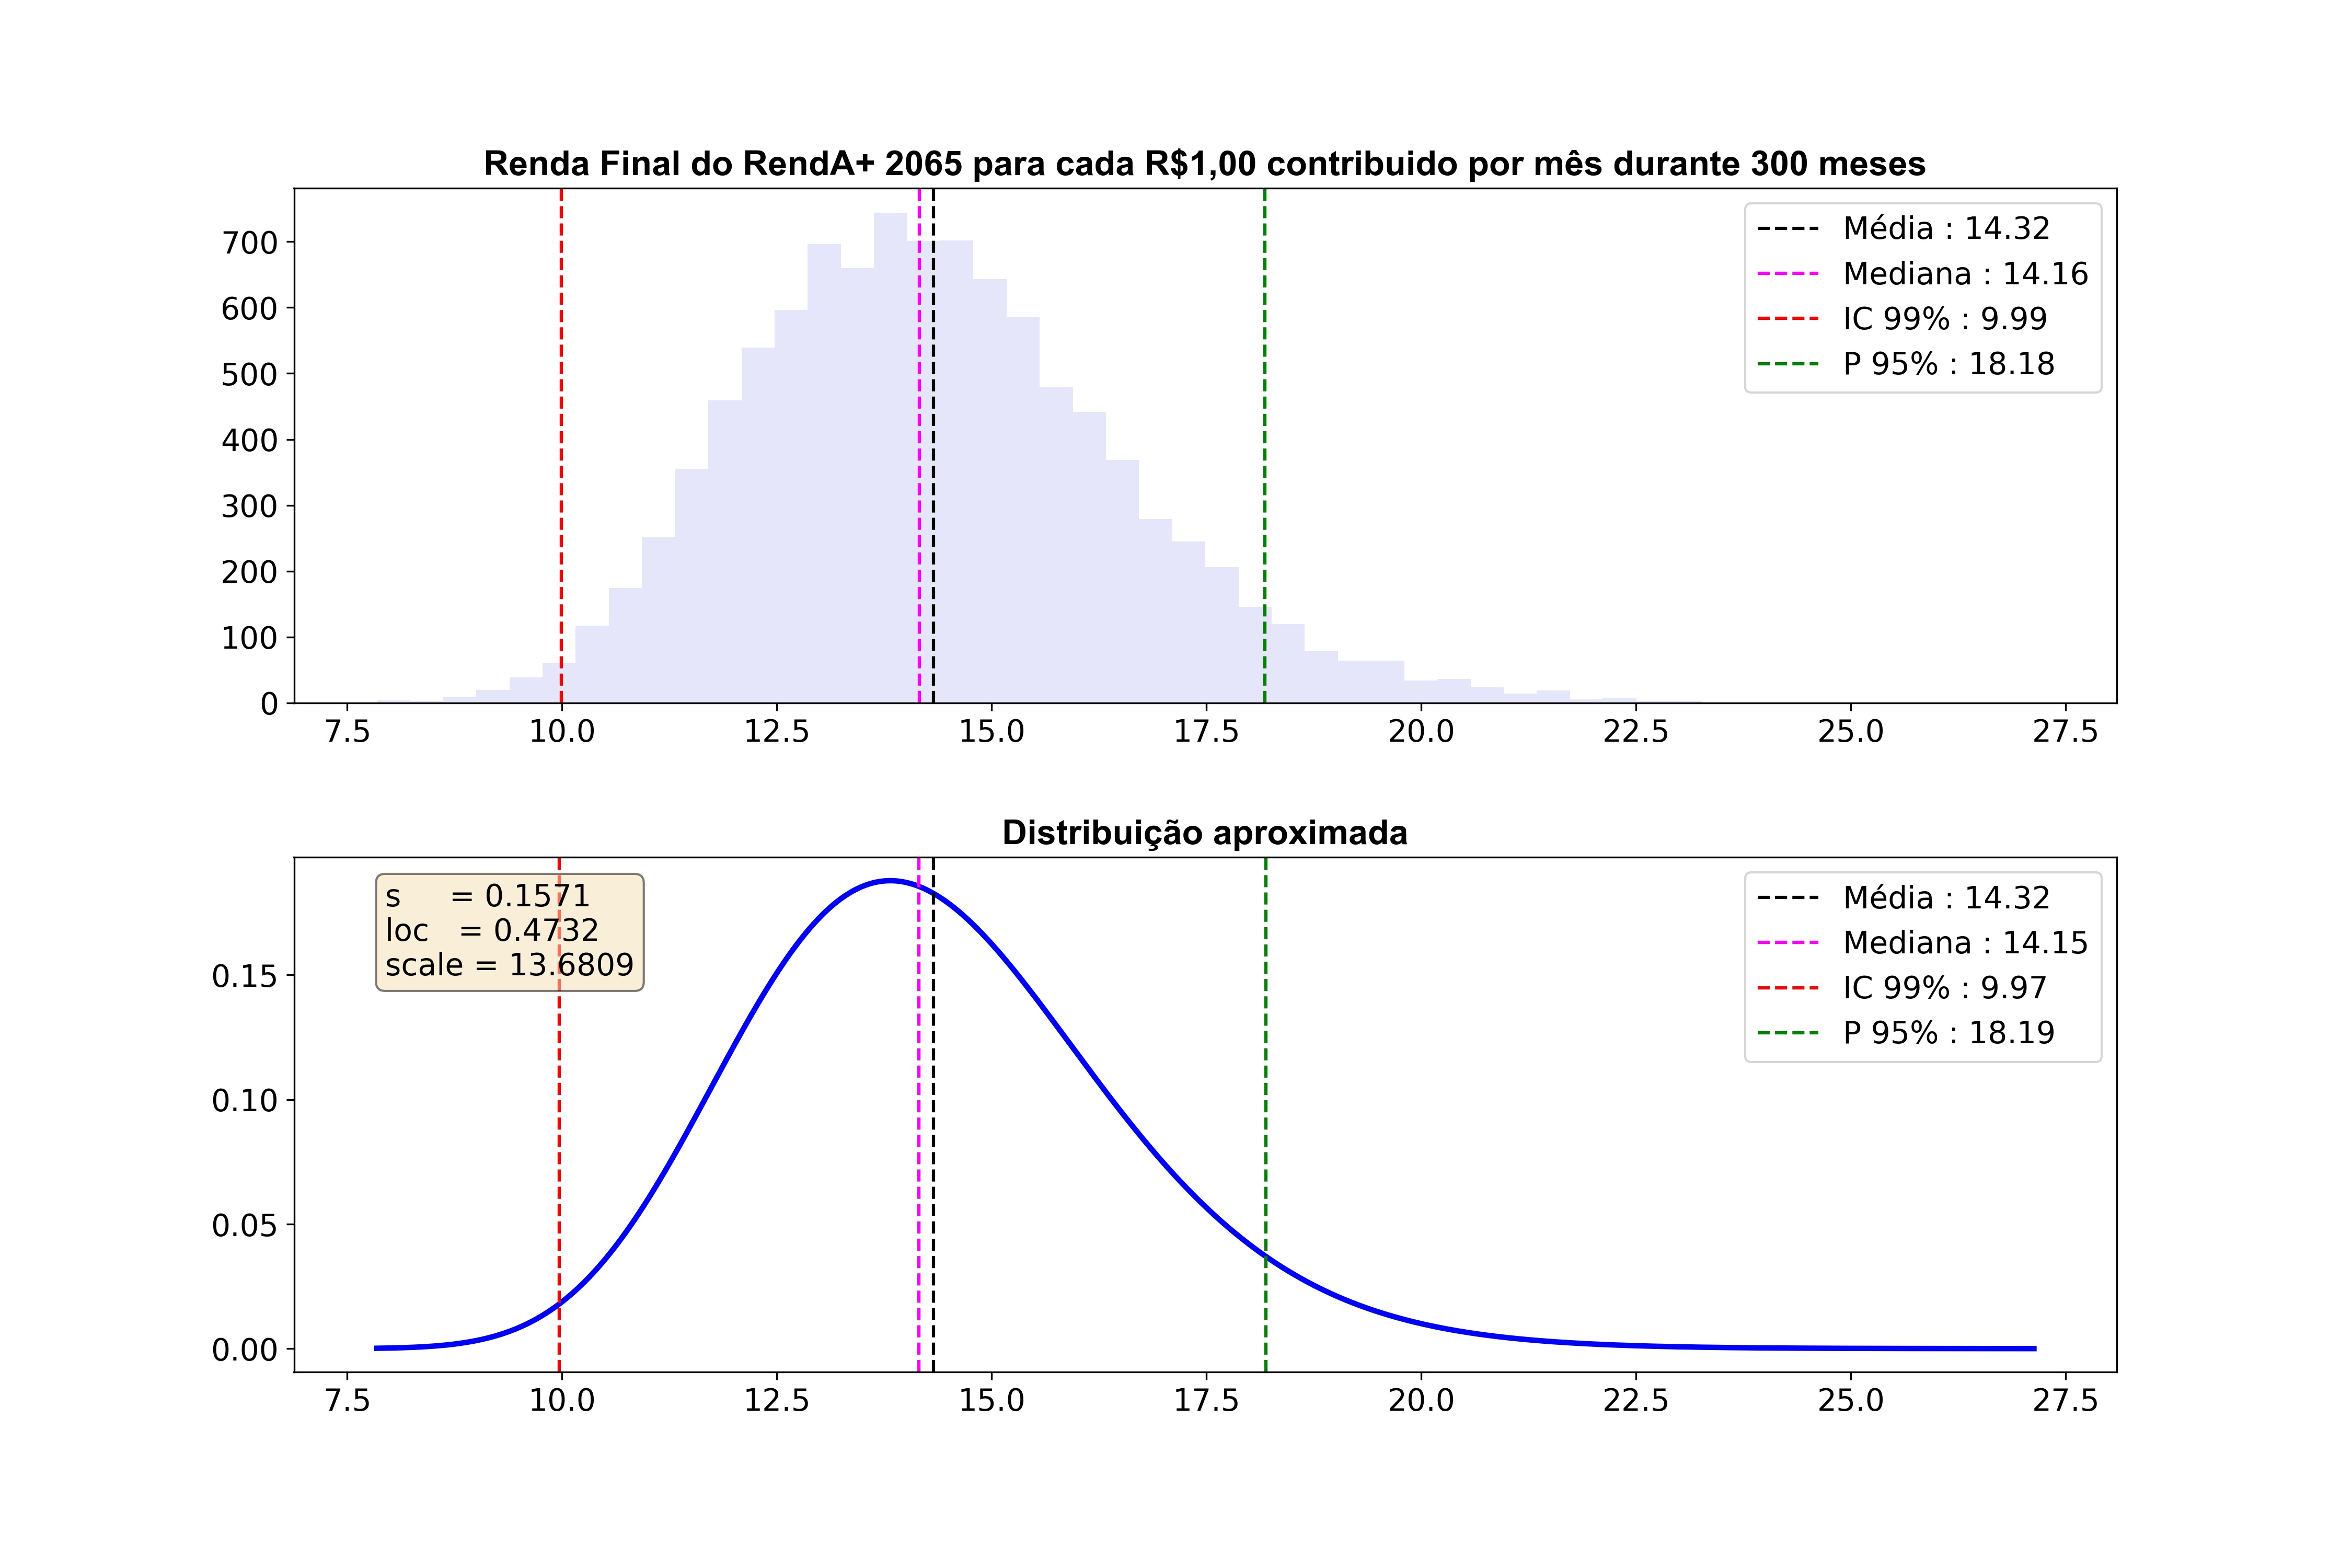 Renda Final do RendA+ 2065 para cada R$1,00 contribuido por mês durante 300 meses
700
600
500
400
300
200
100
0
Média : 14.32
Mediana : 14.16
IC 99% : 9.99
P 95% : 18.18
7.5 10.0 12.5 15.0 17.5 20.0 22.5 25.0 27.5
Distribuição aproximada
s = 0.1571
loc = 0.4732
scale = 13.6809
Média : 14.32
Mediana : 14.15
IC 99% : 9.97
P 95% : 18.19
0.15
0.10
0.05
0.00
7.5 10.0 12.5 15.0 17.5 20.0 22.5 25.0 27.5